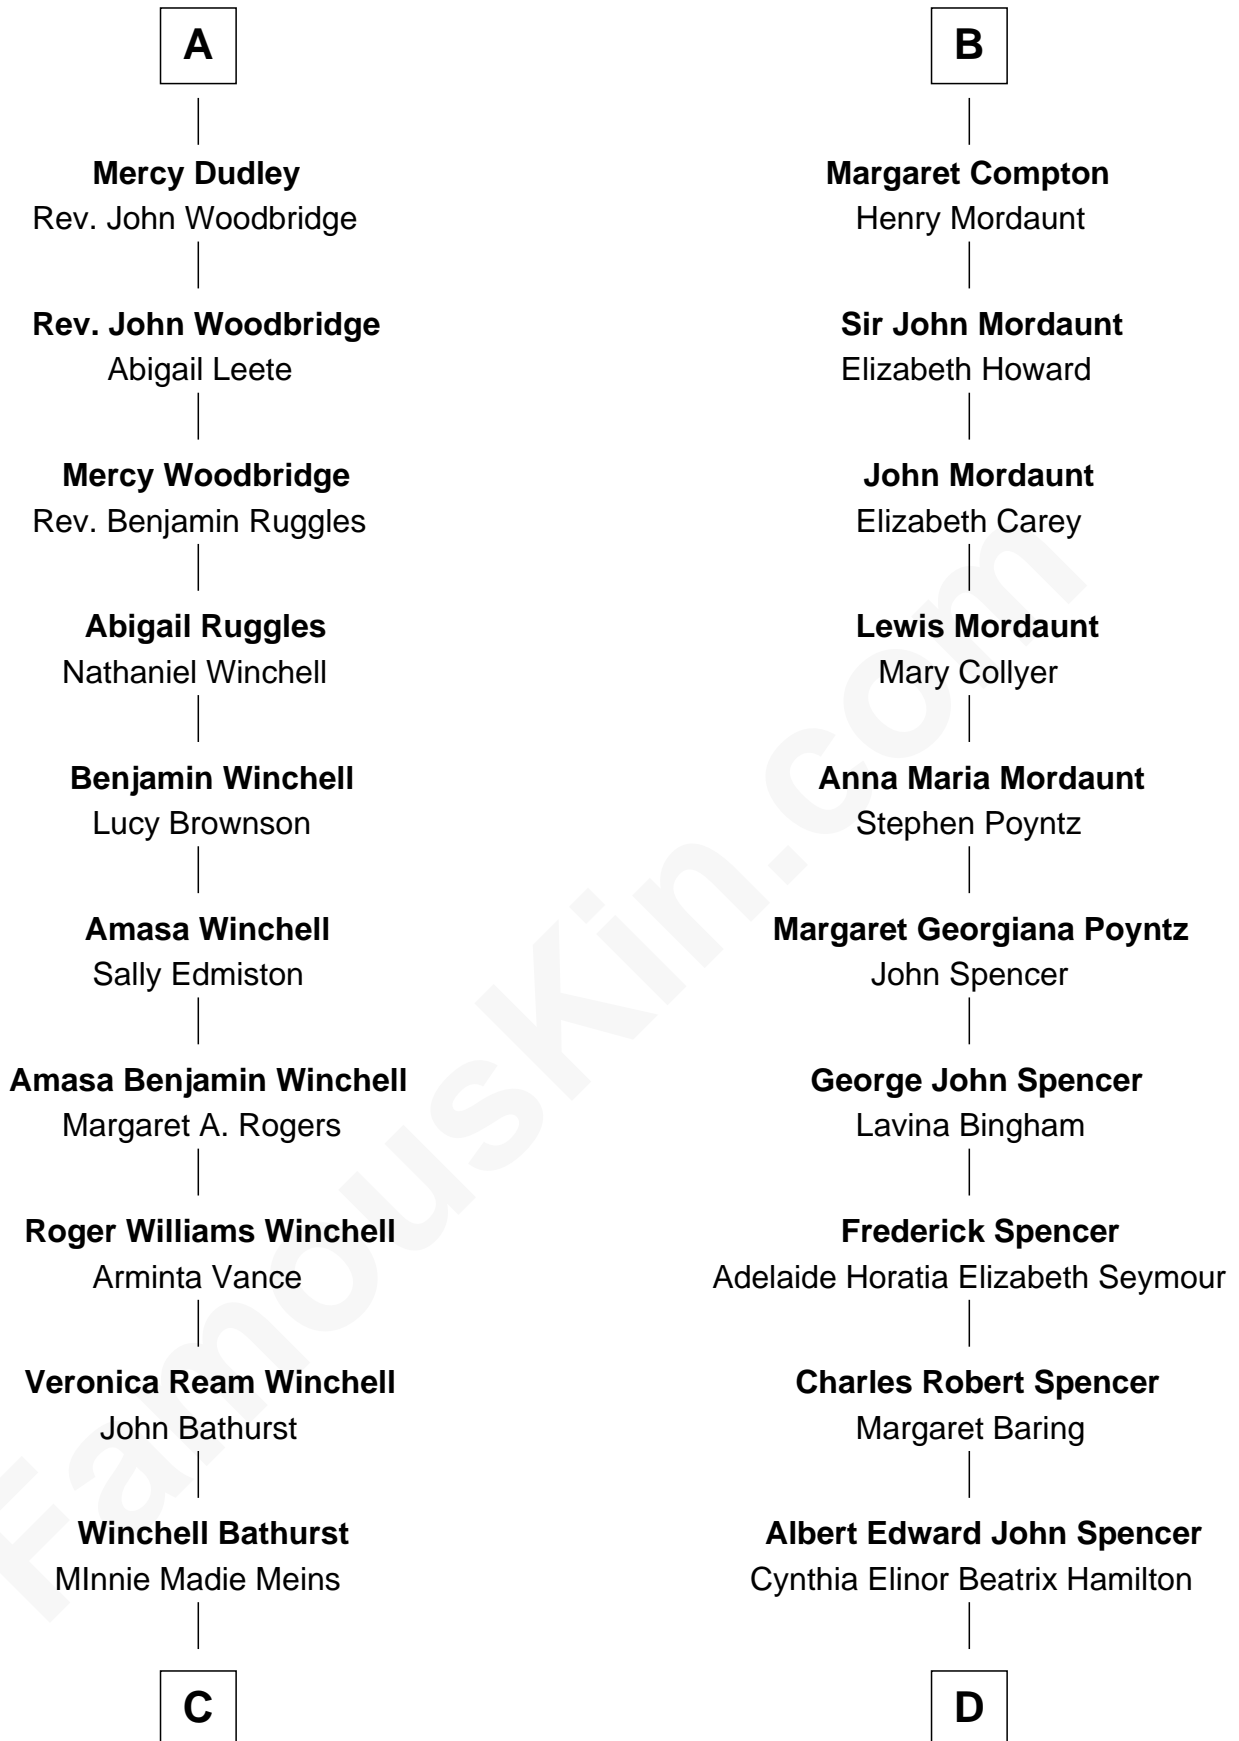 A
Mercy Dudley
Rev. John Woodbridge
Rev. John Woodbridge
Abigail Leete
Mercy Woodbridge
Rev. Benjamin Ruggles
Abigail Ruggles
Nathaniel Winchell
Benjamin Winchell
Lucy Brownson
Amasa Winchell
Sally Edmiston
Amasa Benjamin Winchell
Margaret A. Rogers
Roger Williams Winchell
Arminta Vance
Veronica Ream Winchell
John Bathurst
Winchell Bathurst
MInnie Madie Meins
C
B
Margaret Compton
Henry Mordaunt
Sir John Mordaunt
Elizabeth Howard
John Mordaunt
Elizabeth Carey
Lewis Mordaunt
Mary Collyer
Anna Maria Mordaunt
Stephen Poyntz
Margaret Georgiana Poyntz
John Spencer
George John Spencer
Lavina Bingham
Frederick Spencer
Adelaide Horatia Elizabeth Seymour
Charles Robert Spencer
Margaret Baring
Albert Edward John Spencer
Cynthia Elinor Beatrix Hamilton
D
FamousKin.com